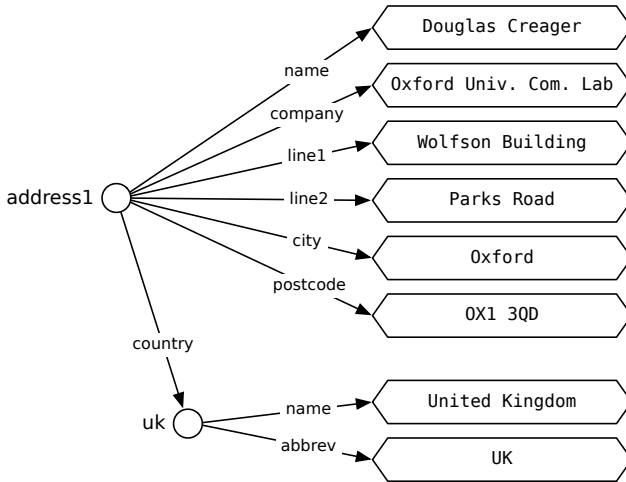 Douglas Creager
name
Oxford Univ. Com. Lab
company
Wolfson Building
line1
address1
line2
Parks Road
city
Oxford
postcode
OX1 3QD
country
name
United Kingdom
uk
abbrev
UK